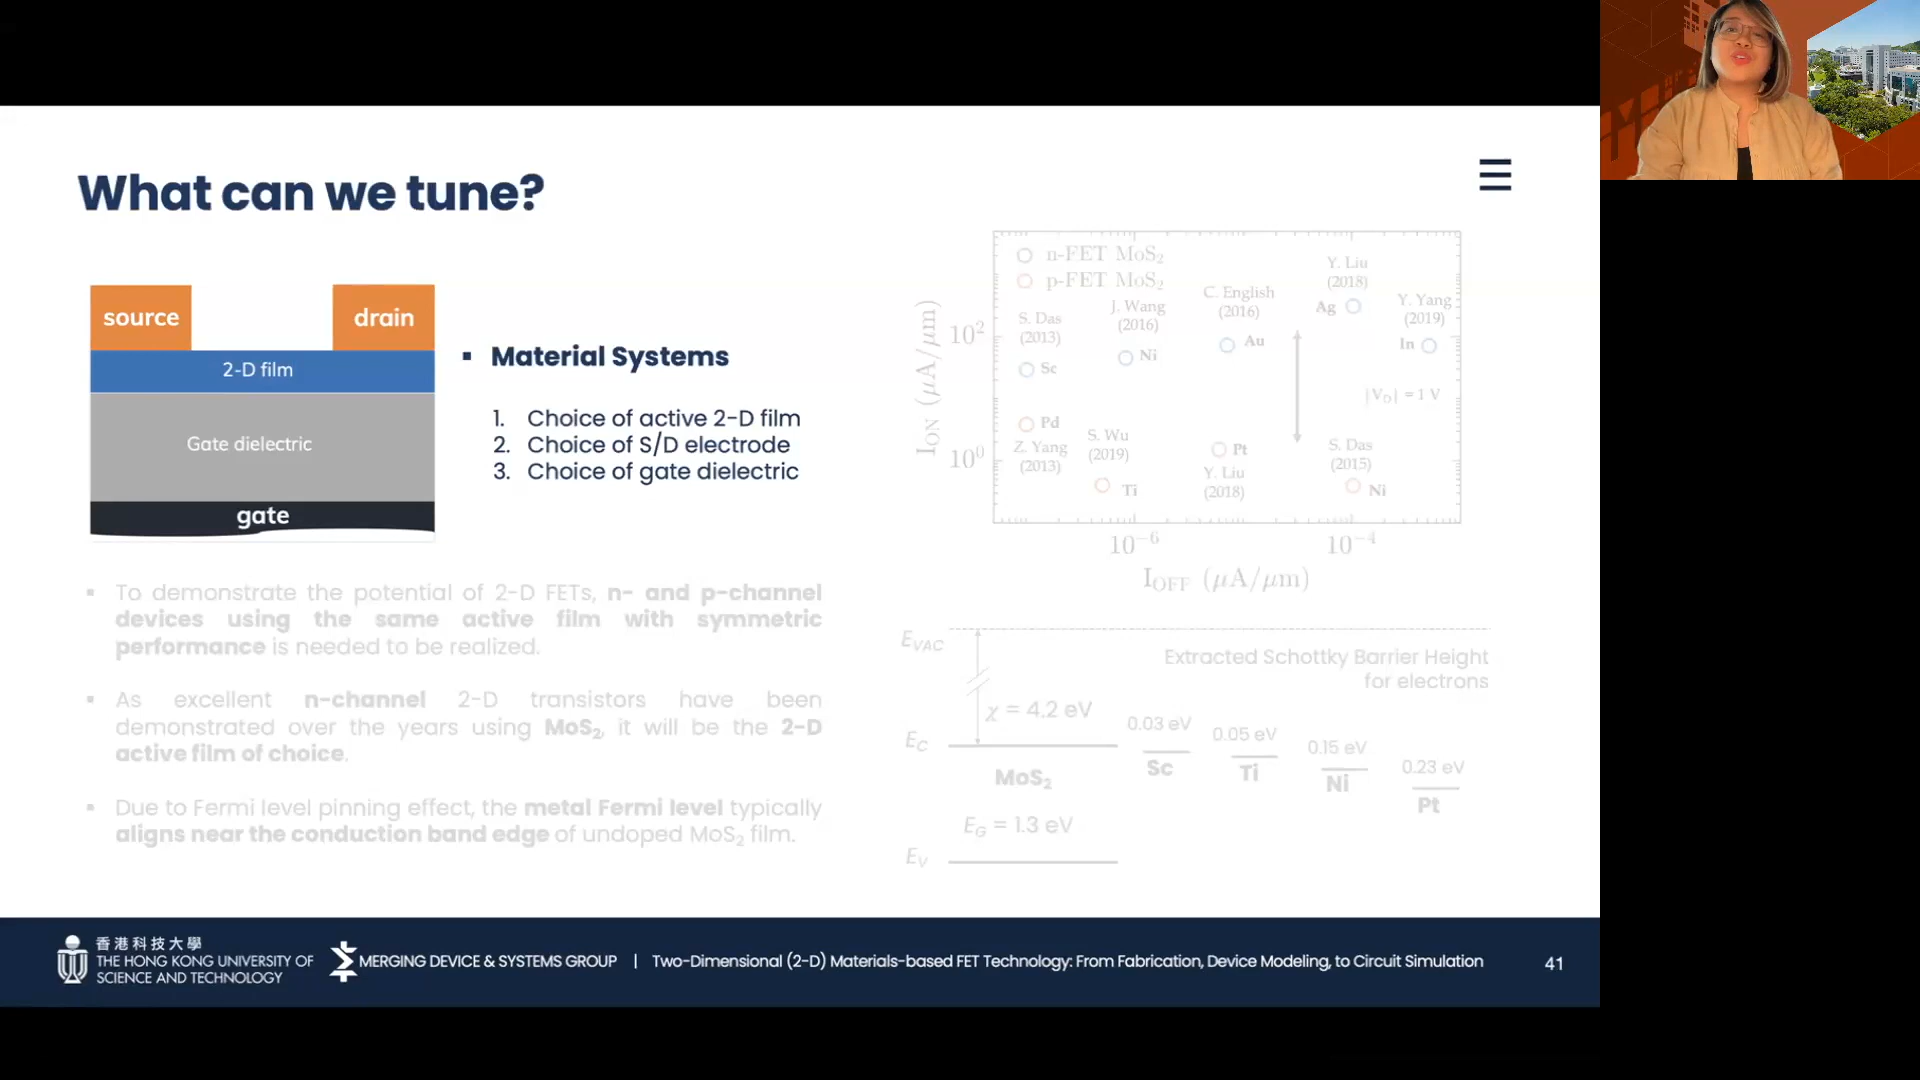 What can we tune?
source
drain
2-D film
Gate dielectric
gate
▪ Material Systems
1. Choice of active 2-D film
2. Choice of S/D electrode
3. Choice of gate dielectric
▪ To demonstrate the potential of 2-D FETs, n- and p-channel
devices using the same active film with symmetric
performance is needed to be realized.
▪ As excellent n-channel 2-D transistors have been
demonstrated over the years using MoS₂, it will be the 2-D
active film of choice.
▪ Due to Fermi level pinning effect, the metal Fermi level typically
aligns near the conduction band edge of undoped MoS₂ film.
n-FET MoS₂
p-FET MoS₂
Y. Liu
(2018)
Ag
C. English
(2016)
Au
Y. Yang
(2019)
In
J. Wang
(2016)
Ni
S. Das
(2013)
Sc
|V_D| = 1 V
Pd
Z. Yang
(2013)
S. Wu
(2019)
Ti
Pt
Y. Liu
(2018)
S. Das
(2015)
Ni
I_ON (μA/μm)
10²
10⁰
10⁻⁶
10⁻⁴
I_OFF (μA/μm)
E_VAC
Extracted Schottky Barrier Height
for electrons
χ = 4.2 eV
E_C
MoS₂
E_G = 1.3 eV
E_V
0.03 eV
Sc
0.05 eV
Ti
0.15 eV
Ni
0.23 eV
Pt
香港科技大學
THE HONG KONG UNIVERSITY OF
SCIENCE AND TECHNOLOGY
MERGING DEVICE & SYSTEMS GROUP | Two-Dimensional (2-D) Materials-based FET Technology: From Fabrication, Device Modeling, to Circuit Simulation
41